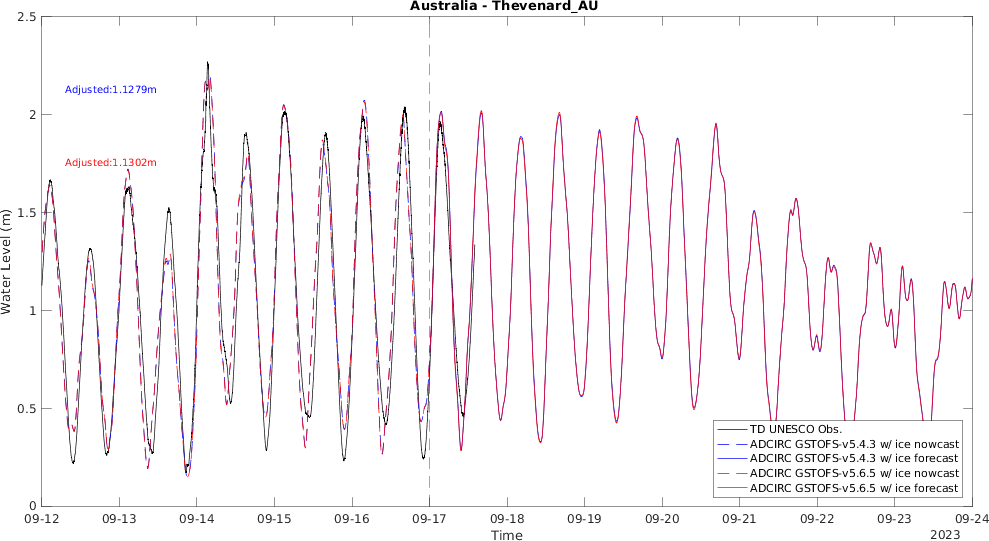 Australia - Thevenard_AU
2.5
Adjusted:1.1279m
2
Adjusted:1.1302m
1.5
Water Level (m)
1
0.5
TD UNESCO Obs.
ADCIRC GSTOFS-v5.4.3 w/ ice nowcast
ADCIRC GSTOFS-v5.4.3 w/ ice forecast
ADCIRC GSTOFS-v5.6.5 w/ ice nowcast
ADCIRC GSTOFS-v5.6.5 w/ ice forecast
0
09-12 09-13 09-14 09-15 09-16 09-17 09-18 09-19 09-20 09-21 09-22 09-23 09-24
Time
2023